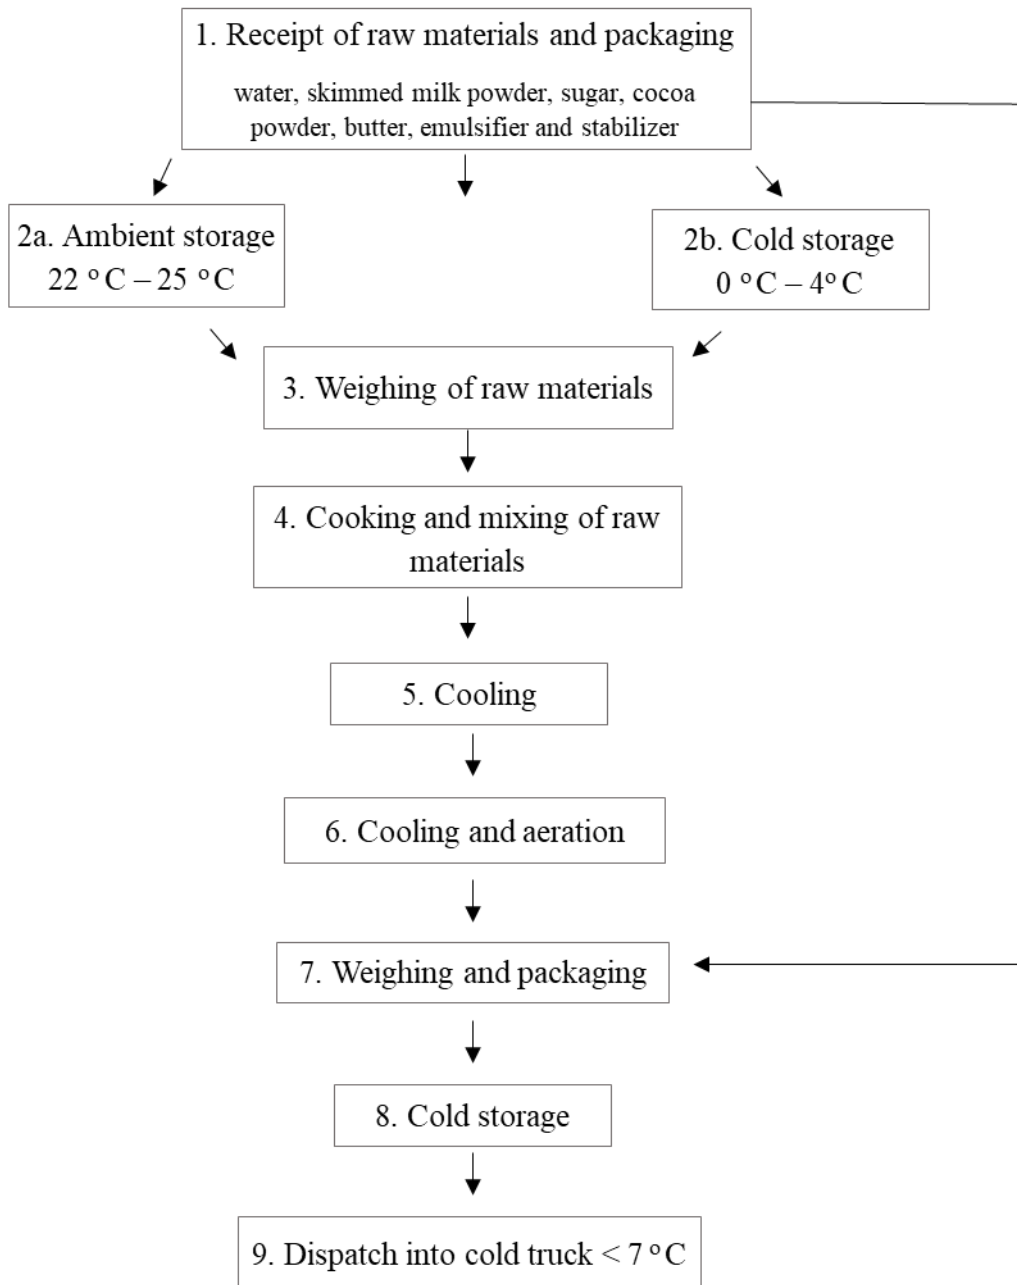 1. Receipt of raw materials and packaging
water, skimmed milk powder, sugar, cocoa
powder, butter, emulsifier and stabilizer
2a. Ambient storage
22 °C – 25 °C
2b. Cold storage
0 °C – 4°C
3. Weighing of raw materials
4. Cooking and mixing of raw
materials
5. Cooling
6. Cooling and aeration
7. Weighing and packaging
8. Cold storage
9. Dispatch into cold truck < 7 °C